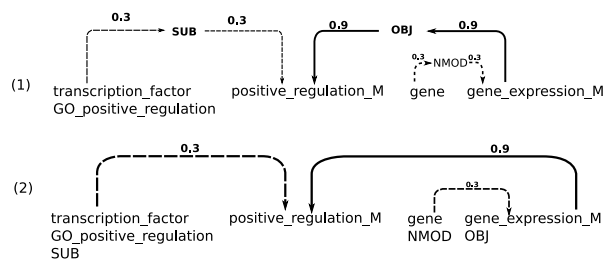 0.3 SUB 0.3 0.9 OBJ 0.9
0.3 NMOD 0.3
(1)
transcription_factor positive_regulation_M gene gene_expression_M
GO_positive_regulation
0.3 0.9
(2)
0.3
transcription_factor positive_regulation_M gene gene_expression_M
GO_positive_regulation NMOD OBJ
SUB